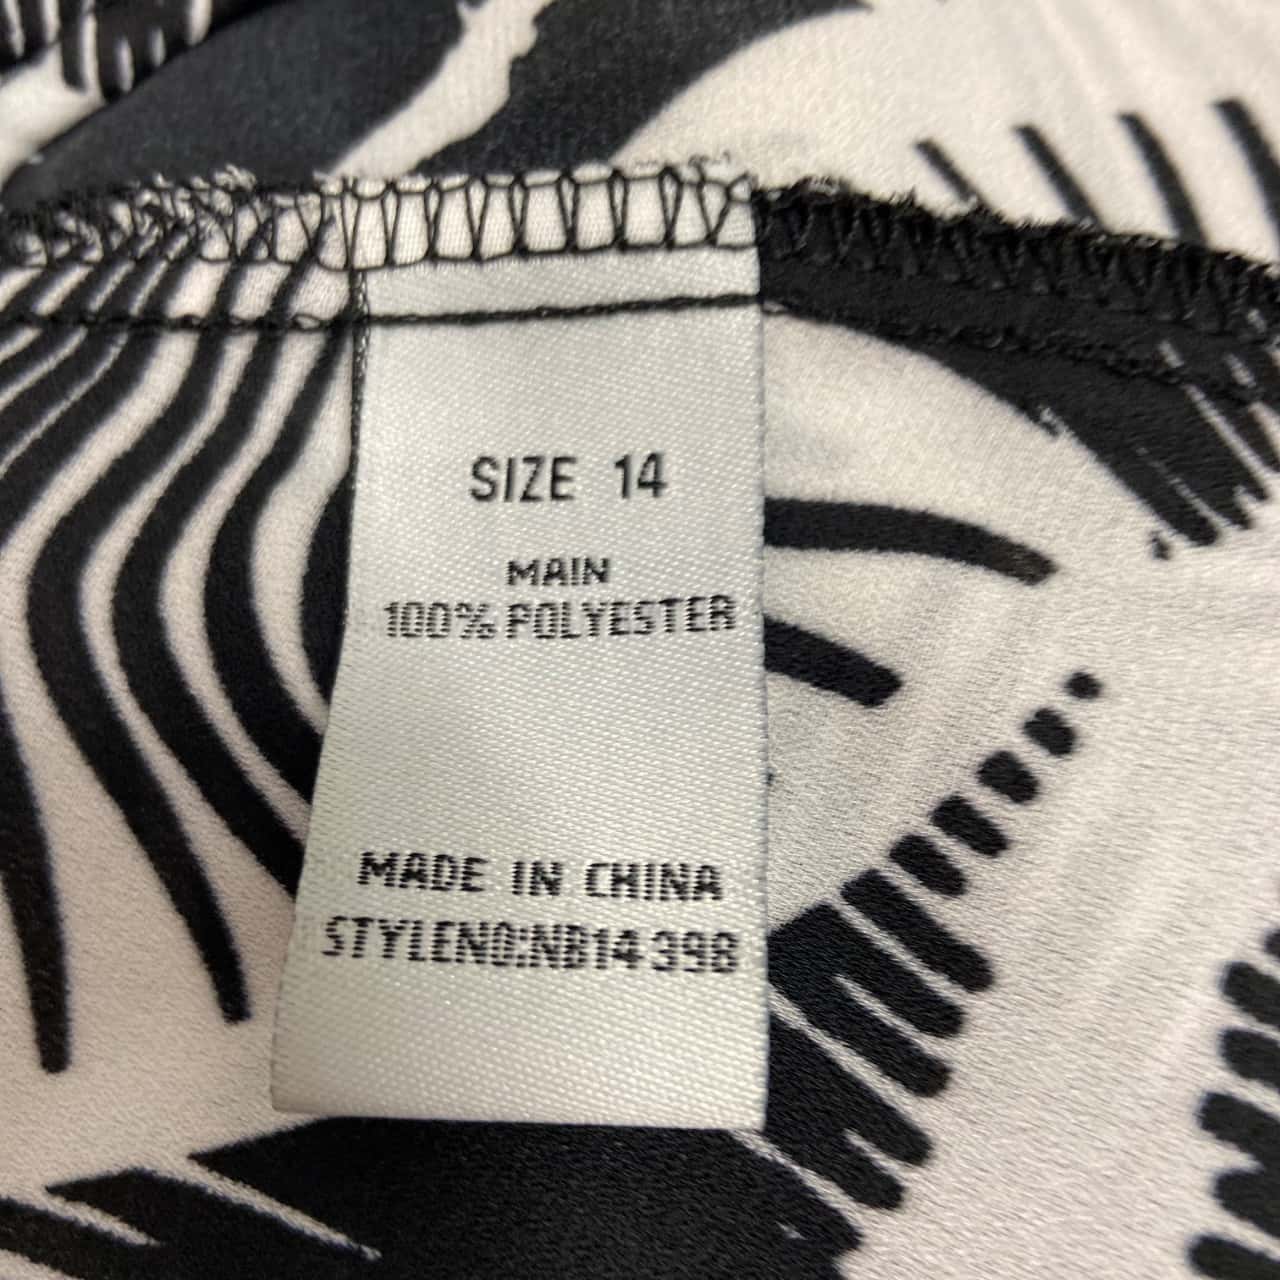 SIZE 14
MAIN
100% POLYESTER
MADE IN CHINA
STYLENO:NB14398